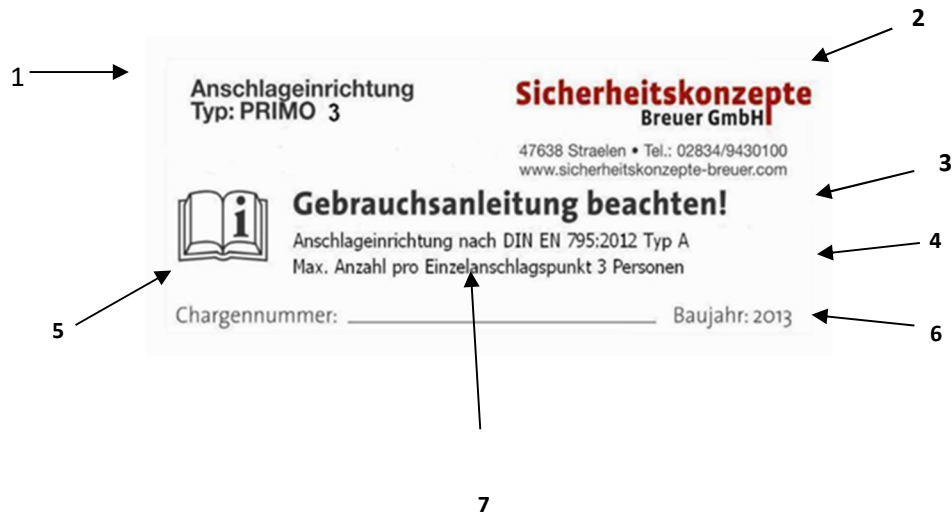 1
2
Anschlageinrichtung
Typ: PRIMO 3
Sicherheitskonzepte
Breuer GmbH
47638 Straelen • Tel.: 02834/9430100
www.sicherheitskonzepte-breuer.com
3
i
Gebrauchsanleitung beachten!
Anschlageinrichtung nach DIN EN 795:2012 Typ A
4
Max. Anzahl pro Einzelanschlagspunkt 3 Personen
5
Chargennummer: ____________________ Baujahr: 2013
6
7